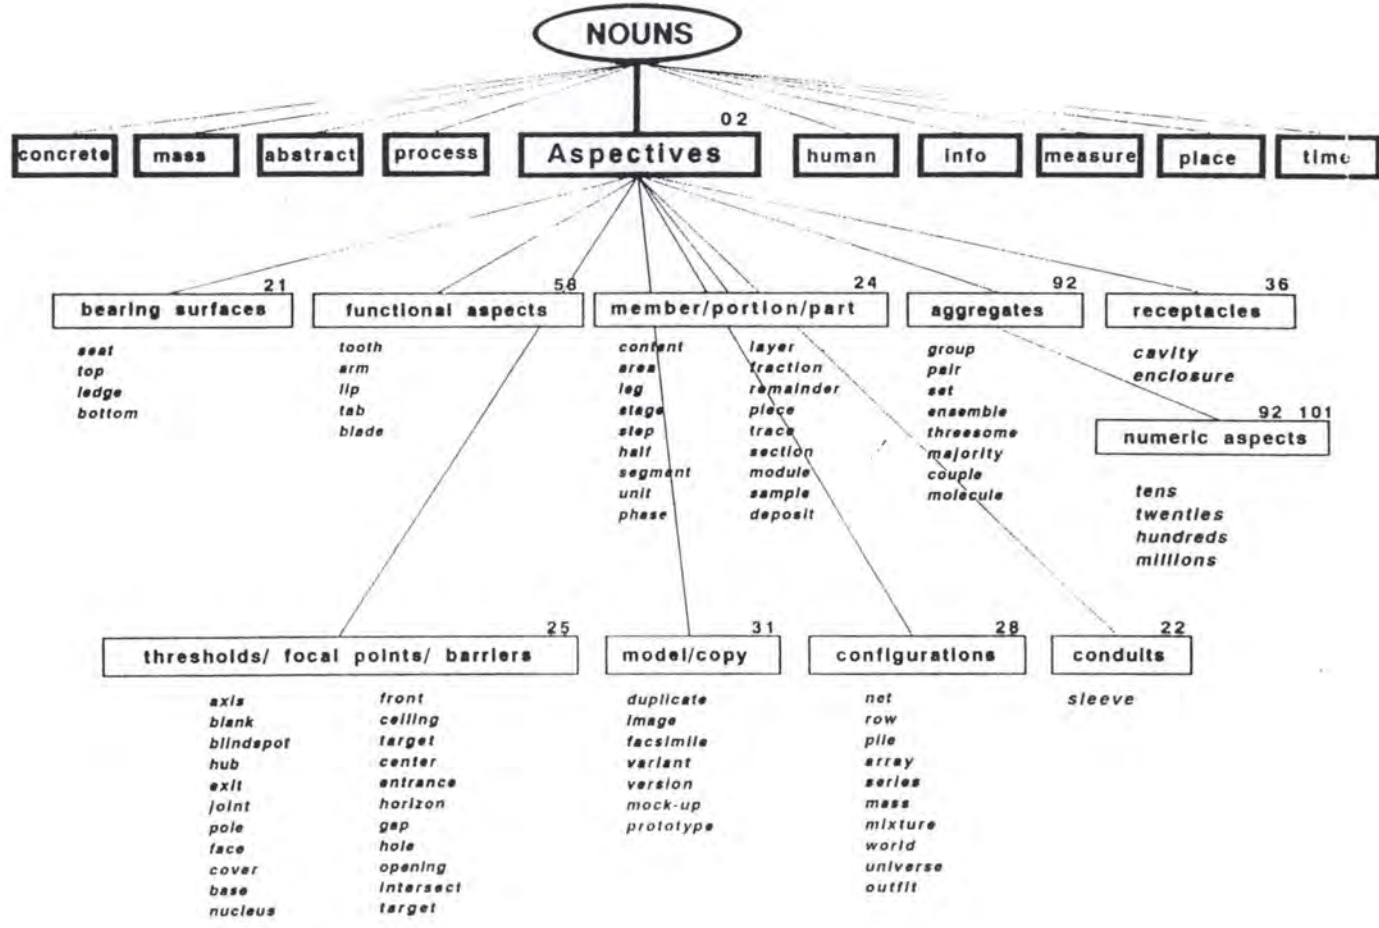 NOUNS
02
concrete
mass
abstract
process
Aspectives
human
info
measure
place
time
21
bearing surfaces
seat
top
ledge
bottom
58
functional aspects
tooth
arm
lip
tab
blade
24
member/portion/part
content
area
leg
stage
step
half
segment
unit
phase
layer
fraction
remainder
piece
trace
section
module
sample
deposit
92
aggregates
group
pair
set
ensemble
threesome
majority
couple
molecule
36
receptacles
cavity
enclosure
92 101
numeric aspects
tens
twenties
hundreds
millions
25
thresholds/ focal points/ barriers
axis
blank
blindspot
hub
exit
joint
pole
face
cover
base
nucleus
front
ceiling
target
center
entrance
horizon
gap
hole
opening
intersect
target
31
model/copy
duplicate
image
facsimile
variant
version
mock-up
prototype
28
configurations
net
row
pile
array
series
mass
mixture
world
universe
outfit
22
conduits
sleeve